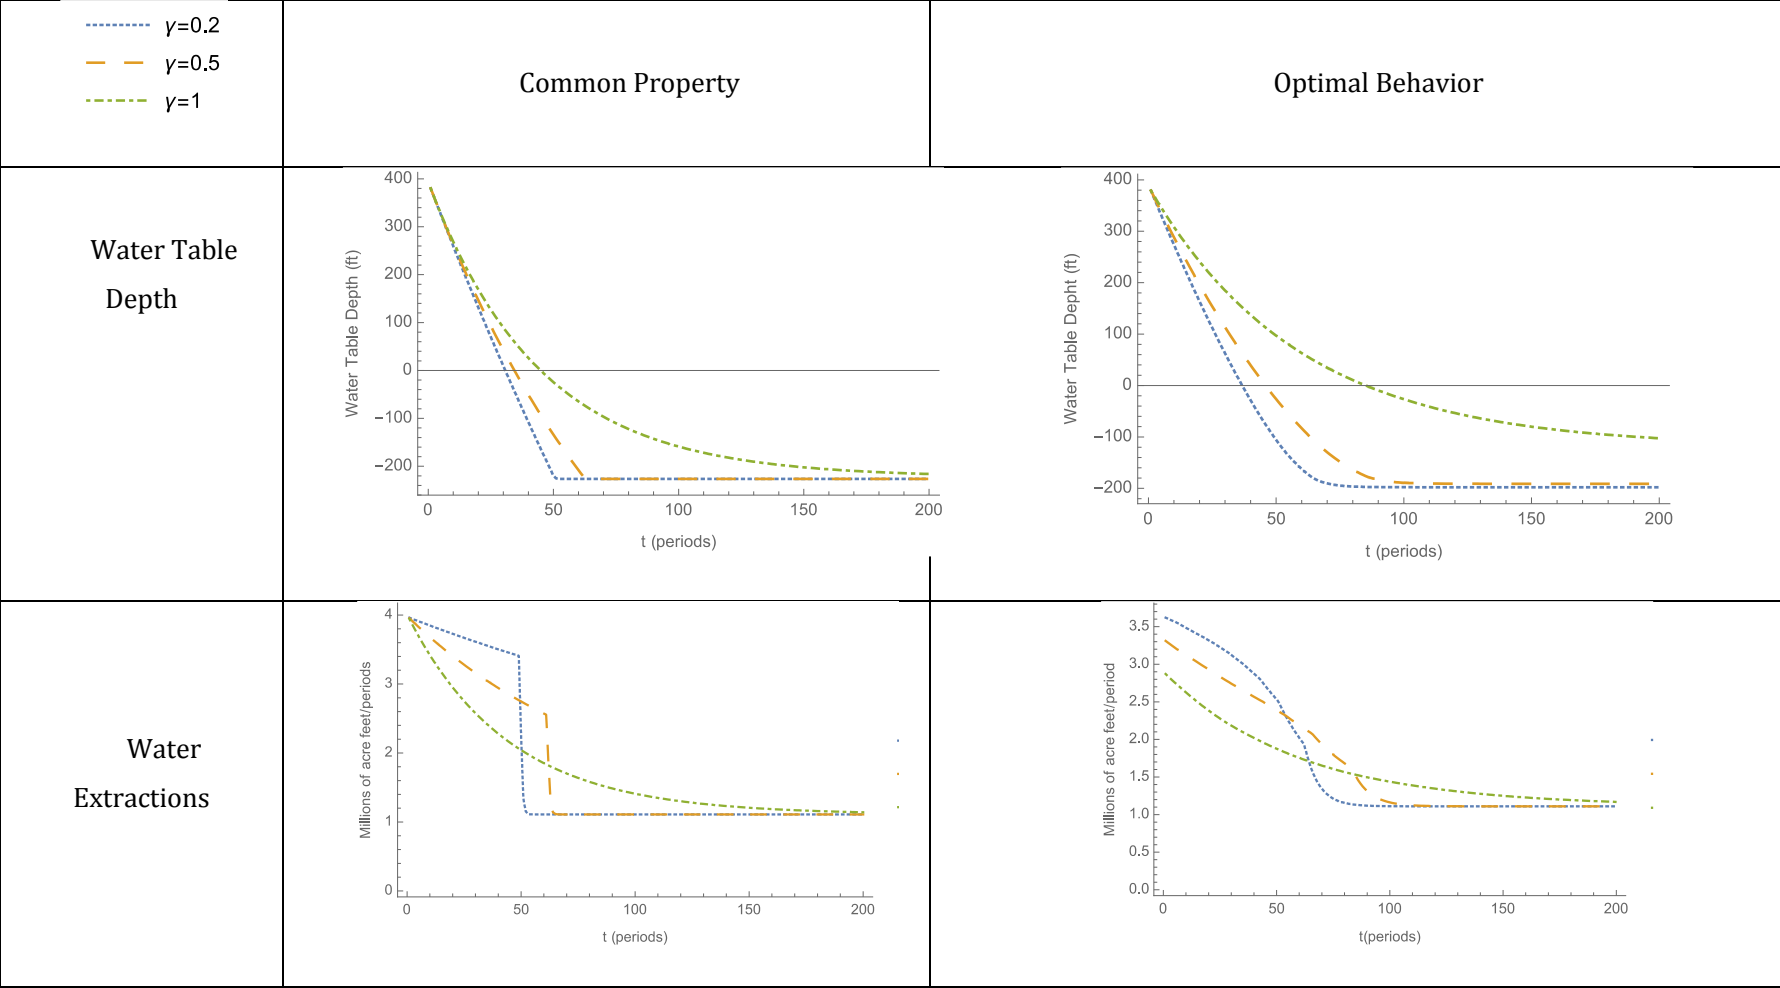 γ=0.2
γ=0.5
γ=1
Common Property
Optimal Behavior
Water Table
Depth
400
300
200
100
0
−100
−200
Water Table Depth (ft)
0 50 100 150 200
t (periods)
400
300
200
100
0
−100
−200
Water Table Depht (ft)
0 50 100 150 200
t (periods)
Water
Extractions
4
3
2
1
0
Millions of acre feet/periods
0 50 100 150 200
t (periods)
3.5
3.0
2.5
2.0
1.5
1.0
0.5
0.0
Millions of acre feet/period
0 50 100 150 200
t(periods)